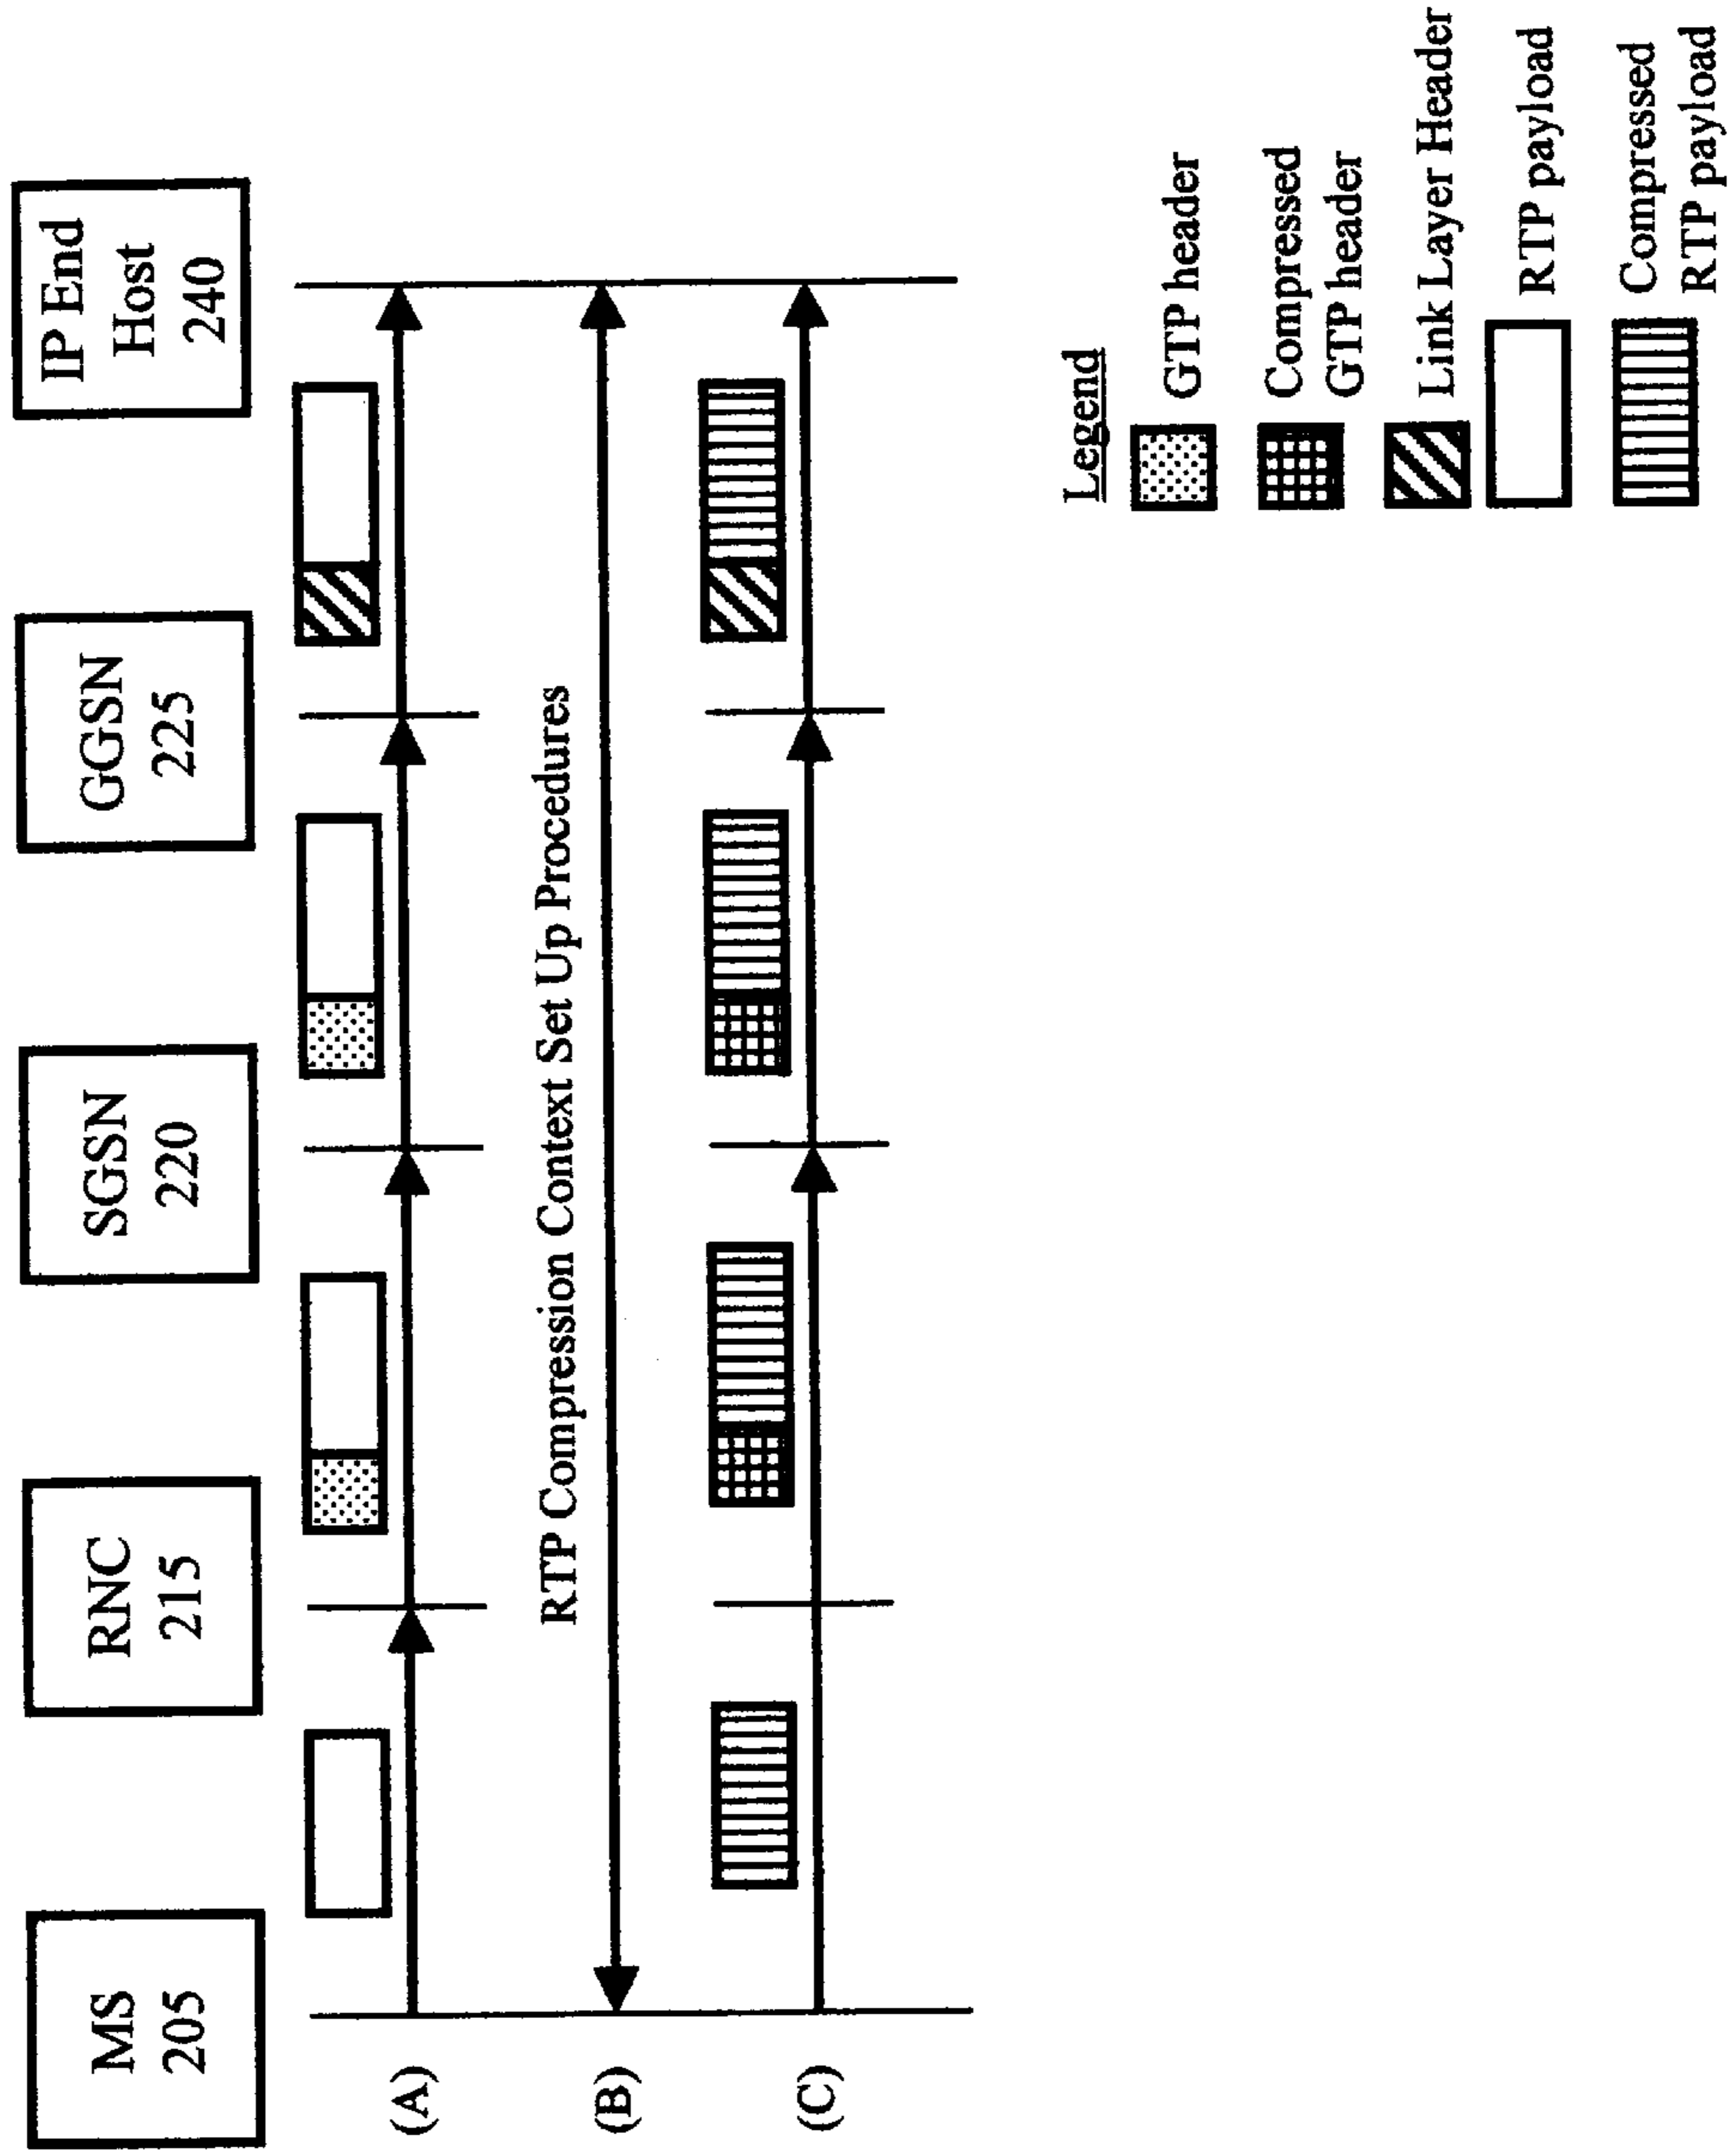 MS
205
RNC
215
SGSN
220
GGSN
225
IP End
Host
240
(A)
RTP Compression Context Set Up Procedures
(B)
(C)
Legend
GTP header
Compressed
GTP header
Link Layer Header
RTP payload
Compressed
RTP payload